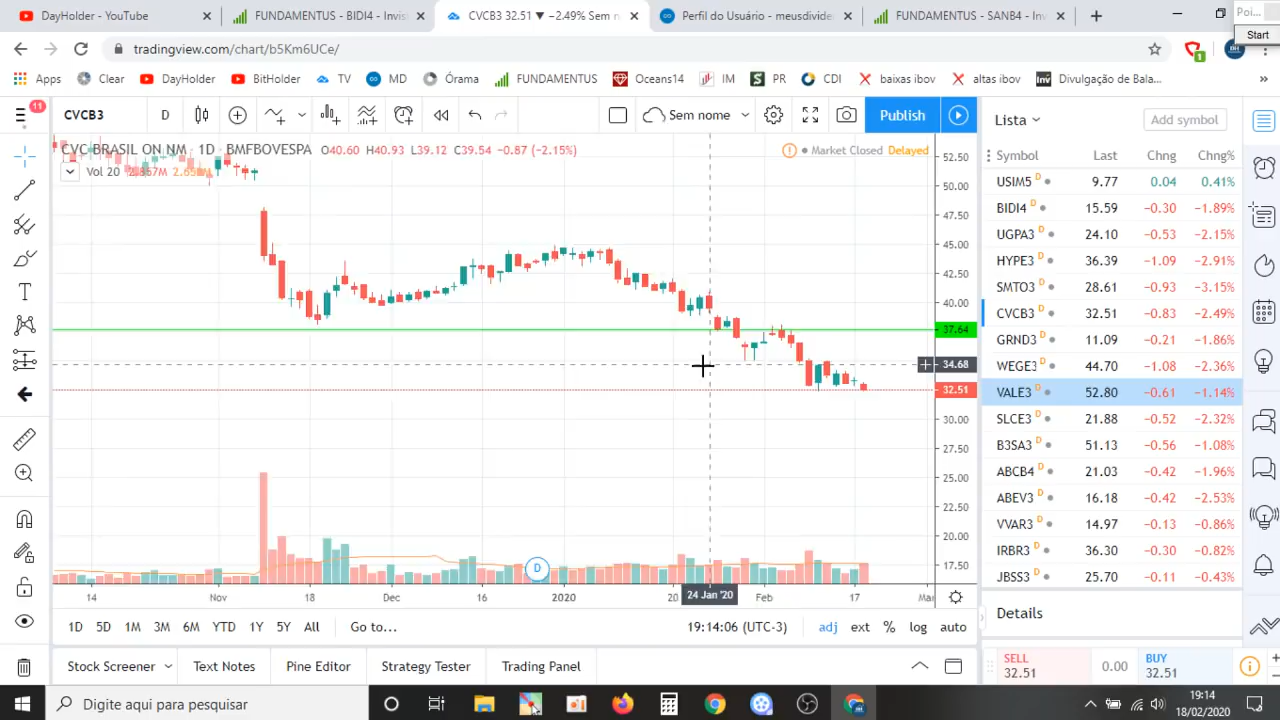 DayHolder - YouTube
FUNDAMENTUS - BIDI4 - Invis
CVCB3 32.51 ▼ −2.49% Sem n
Perfil do Usuário - meusdivide
FUNDAMENTUS - SANB4 - Inv
Poi...
Start
tradingview.com/chart/b5Km6UCe/
1
Apps
Clear
DayHolder
BitHolder
TV
MD
Órama
FUNDAMENTUS
Oceans14
IM
PR
CDI
baixas ibov
altas ibov
Inv
Divulgação de Bala...
»
11
CVCB3
D
Sem nome
Publish
Lista
Add symbol
CVC BRASIL ON NM · 1D · BMFBOVESPA O40.60 H40.93 L39.12 C39.54 −0.87 (−2.15%)
Market Closed Delayed
Vol 20
Symbol Last Chng Chng%
USIM5 D 9.77 0.04 0.41%
BIDI4 D 15.59 −0.30 −1.89%
UGPA3 D 24.10 −0.53 −2.15%
HYPE3 D 36.39 −1.09 −2.91%
SMTO3 D 28.61 −0.93 −3.15%
CVCB3 D 32.51 −0.83 −2.49%
GRND3 D 11.09 −0.21 −1.86%
WEGE3 D 44.70 −1.08 −2.36%
VALE3 D 52.80 −0.61 −1.14%
SLCE3 D 21.88 −0.52 −2.32%
B3SA3 D 51.13 −0.56 −1.08%
ABCB4 D 21.03 −0.42 −1.96%
ABEV3 D 16.18 −0.42 −2.53%
VVAR3 D 14.97 −0.13 −0.86%
IRBR3 D 36.30 −0.30 −0.82%
JBSS3 D 25.70 −0.11 −0.43%
52.50
50.00
47.50
45.00
42.50
40.00
37.64
34.68
32.51
30.00
27.50
25.00
22.50
20.00
17.50
D
14 Nov 18 Dec 16 2020 20 24 Jan '20 Feb 17 Mar
Details
1D 5D 1M 3M 6M YTD 1Y 5Y All Go to...
19:14:06 (UTC-3) adj ext % log auto
Stock Screener
Text Notes
Pine Editor
Strategy Tester
Trading Panel
SELL
32.51
0.00
BUY
32.51
Digite aqui para pesquisar
19:14
18/02/2020